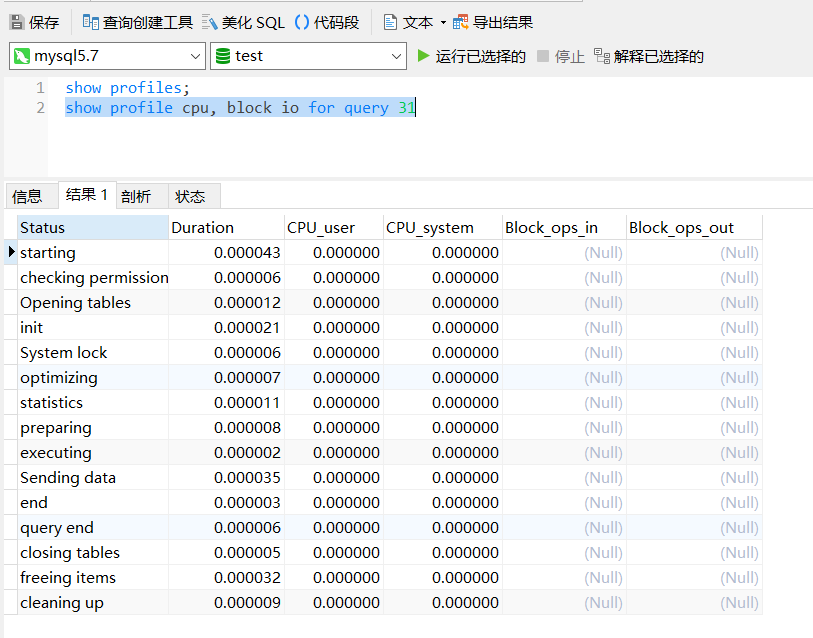 保存 查询创建工具 美化 SQL () 代码段 文本 导出结果
mysql5.7 test 运行已选择的 停止 解释已选择的
1 show profiles;
2 show profile cpu, block io for query 31
信息 结果 1 剖析 状态
Status Duration CPU_user CPU_system Block_ops_in Block_ops_out
starting 0.000043 0.000000 0.000000 (Null) (Null)
checking permission 0.000006 0.000000 0.000000 (Null) (Null)
Opening tables 0.000012 0.000000 0.000000 (Null) (Null)
init 0.000021 0.000000 0.000000 (Null) (Null)
System lock 0.000006 0.000000 0.000000 (Null) (Null)
optimizing 0.000007 0.000000 0.000000 (Null) (Null)
statistics 0.000011 0.000000 0.000000 (Null) (Null)
preparing 0.000008 0.000000 0.000000 (Null) (Null)
executing 0.000002 0.000000 0.000000 (Null) (Null)
Sending data 0.000035 0.000000 0.000000 (Null) (Null)
end 0.000003 0.000000 0.000000 (Null) (Null)
query end 0.000006 0.000000 0.000000 (Null) (Null)
closing tables 0.000005 0.000000 0.000000 (Null) (Null)
freeing items 0.000032 0.000000 0.000000 (Null) (Null)
cleaning up 0.000009 0.000000 0.000000 (Null) (Null)